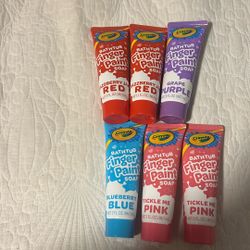 Crayola
BATHTUB
Finger
Paint
SOAP
RED
Crayola
BATHTUB
Finger
Paint
SOAP
RED
Crayola
BATHTUB
Finger
Paint
SOAP
GRAPE
PURPLE
Crayola
BATHTUB
Finger
Paint
SOAP
BLUEBERRY
BLUE
Crayola
BATHTUB
Finger
Paint
SOAP
TICKLE ME
PINK
Crayola
BATHTUB
Finger
Paint
SOAP
TICKLE ME
PINK